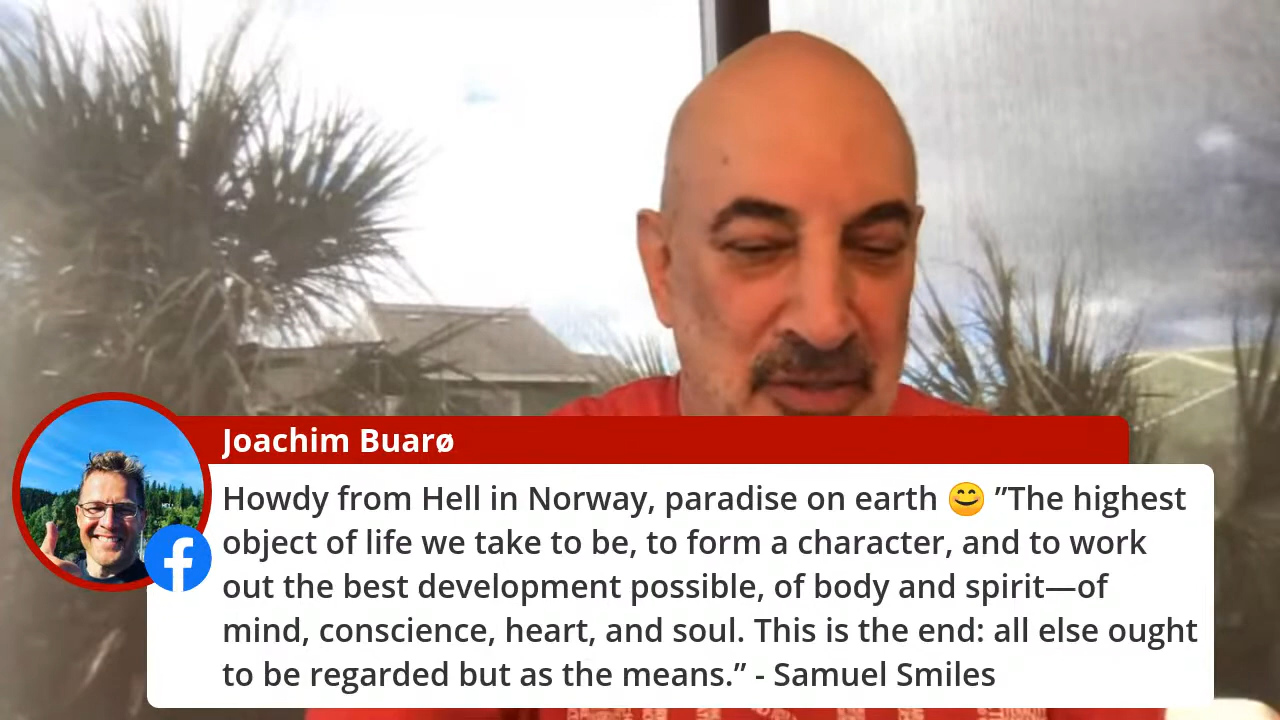 Joachim Buarø
Howdy from Hell in Norway, paradise on earth 😊 ”The highest
object of life we take to be, to form a character, and to work
out the best development possible, of body and spirit—of
mind, conscience, heart, and soul. This is the end: all else ought
to be regarded but as the means.” - Samuel Smiles